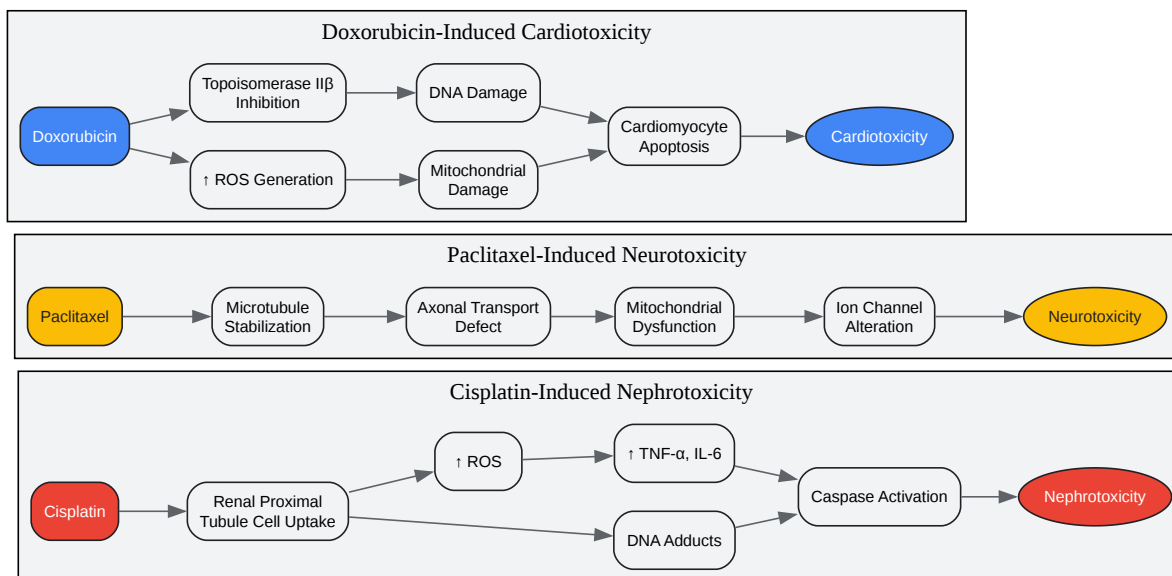 Doxorubicin-Induced Cardiotoxicity
Doxorubicin
Topoisomerase IIβ
Inhibition
DNA Damage
↑ ROS Generation
Mitochondrial
Damage
Cardiomyocyte
Apoptosis
Cardiotoxicity
Paclitaxel-Induced Neurotoxicity
Paclitaxel
Microtubule
Stabilization
Axonal Transport
Defect
Mitochondrial
Dysfunction
Ion Channel
Alteration
Neurotoxicity
Cisplatin-Induced Nephrotoxicity
Cisplatin
Renal Proximal
Tubule Cell Uptake
↑ ROS
↑ TNF-α, IL-6
DNA Adducts
Caspase Activation
Nephrotoxicity